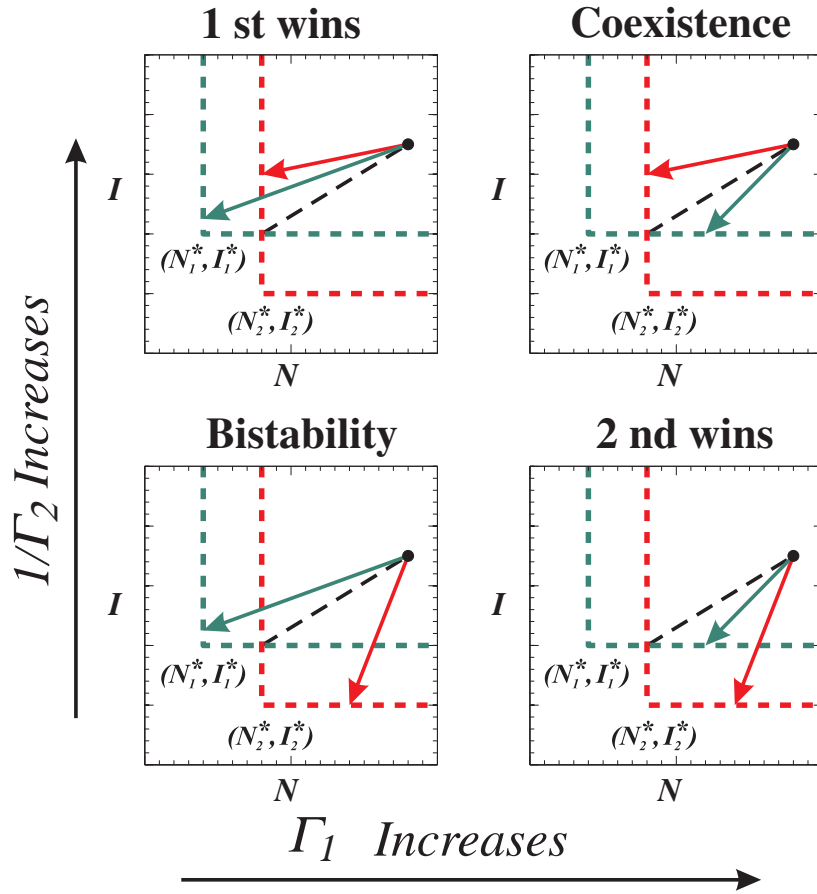 1 st wins
Coexistence
I
(N₁*, I₁*)
(N₂*, I₂*)
N
I
(N₁*, I₁*)
(N₂*, I₂*)
N
Bistability
2 nd wins
I
(N₁*, I₁*)
(N₂*, I₂*)
N
I
(N₁*, I₁*)
(N₂*, I₂*)
N
1/Γ₂ Increases
Γ₁ Increases